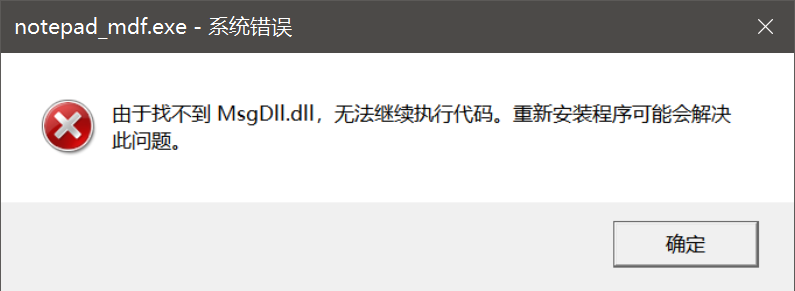 notepad_mdf.exe - 系统错误
由于找不到 MsgDll.dll，无法继续执行代码。重新安装程序可能会解决
此问题。
确定